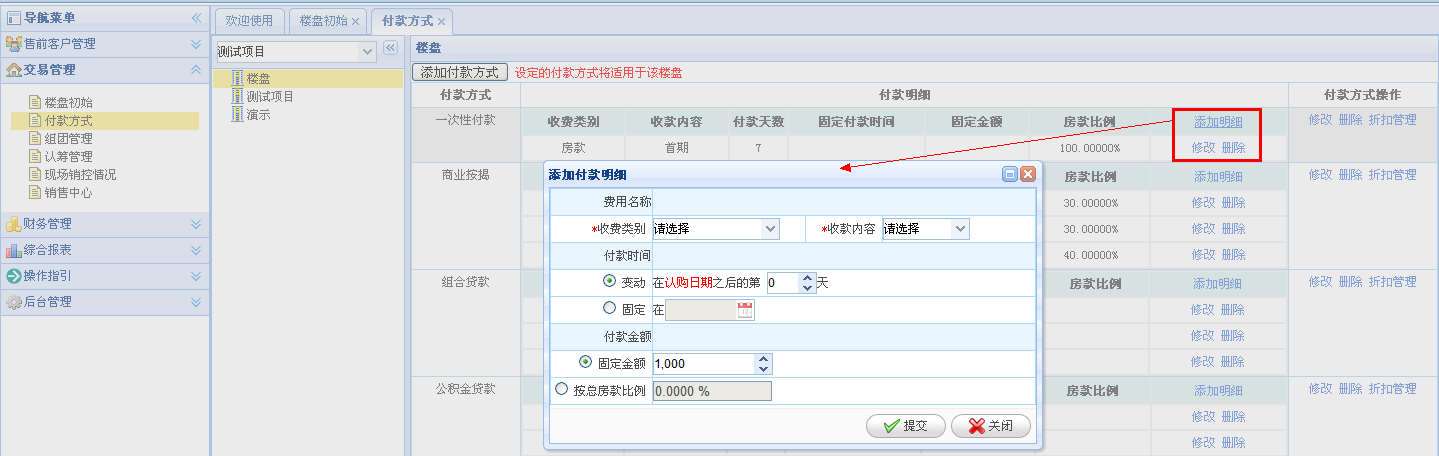 导航菜单
售前客户管理
交易管理
楼盘初始
付款方式
组团管理
认筹管理
现场销控情况
销售中心
财务管理
综合报表
操作指引
后台管理
欢迎使用 楼盘初始 付款方式
测试项目
楼盘
测试项目
演示
楼盘
添加付款方式 设定的付款方式将适用于该楼盘
付款方式 付款明细 付款方式操作
一次性付款 收费类别 收款内容 付款天数 固定付款时间 固定金额 房款比例 添加明细 修改 删除 折扣管理
房款 首期 7 100.00000% 修改 删除
商业按揭 房款比例 添加明细 修改 删除 折扣管理
30.00000% 修改 删除
30.00000% 修改 删除
40.00000% 修改 删除
组合贷款 房款比例 添加明细 修改 删除 折扣管理
修改 删除
修改 删除
修改 删除
公积金贷款 房款比例 添加明细 修改 删除 折扣管理
修改 删除
修改 删除
添加付款明细
费用名称
*收费类别 请选择 *收款内容 请选择
付款时间
变动 在认购日期之后的第 0 天
固定 在
付款金额
固定金额 1,000
按总房款比例 0.0000 %
提交 关闭